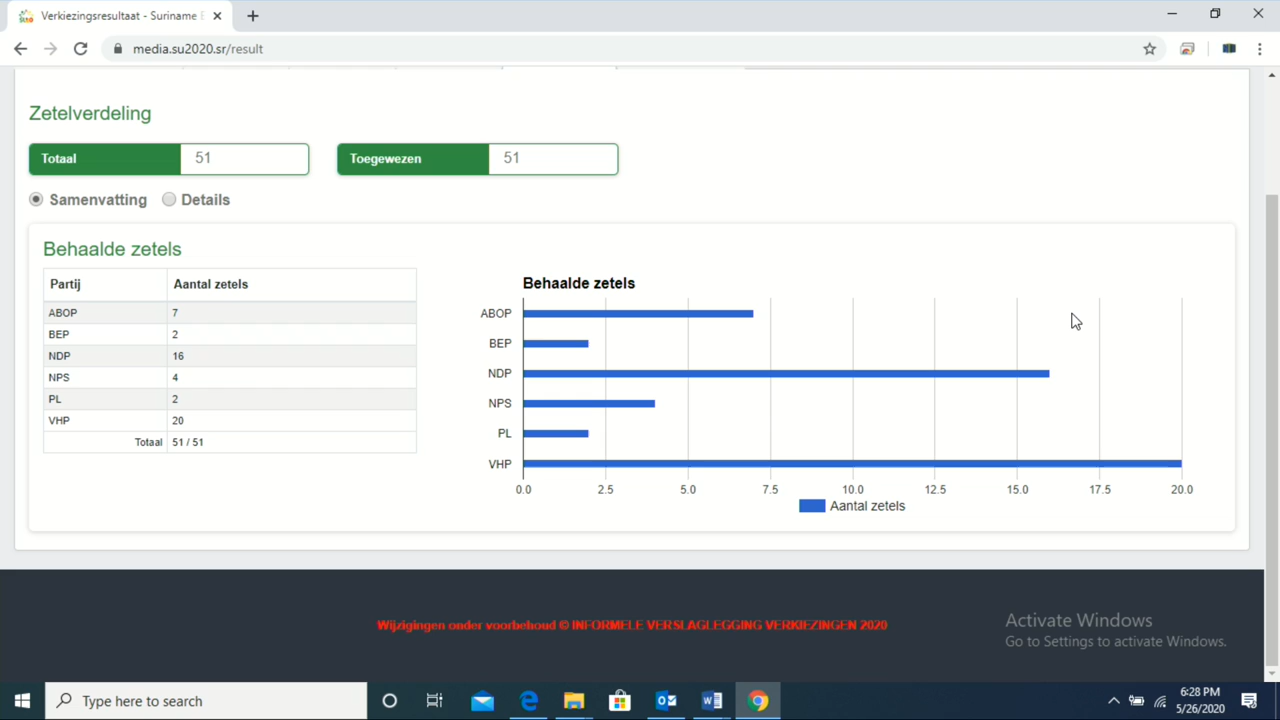 Verkiezingsresultaat - Suriname E
media.su2020.sr/result
Zetelverdeling
Totaal 51 Toegewezen 51
Samenvatting Details
Behaalde zetels
Partij Aantal zetels
ABOP 7
BEP 2
NDP 16
NPS 4
PL 2
VHP 20
Totaal 51 / 51
Behaalde zetels
ABOP
BEP
NDP
NPS
PL
VHP
0.0 2.5 5.0 7.5 10.0 12.5 15.0 17.5 20.0
Aantal zetels
Wijzigingen onder voorbehoud © INFORMELE VERSLAGLEGGING VERKIEZINGEN 2020
Activate Windows
Go to Settings to activate Windows.
Type here to search
6:28 PM
5/26/2020